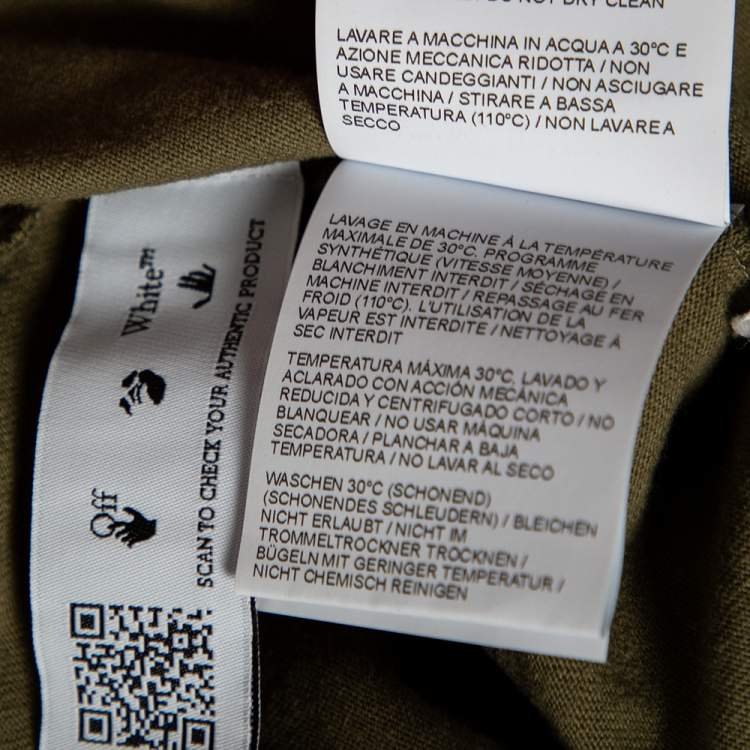 DO NOT DRY CLEAN
LAVARE A MACCHINA IN ACQUA A 30°C E
AZIONE MECCANICA RIDOTTA / NON
USARE CANDEGGIANTI / NON ASCIUGARE
A MACCHINA / STIRARE A BASSA
TEMPERATURA (110°C) / NON LAVARE A
SECCO
LAVAGE EN MACHINE À LA TEMPÉRATURE
MAXIMALE DE 30°C, PROGRAMME
SYNTHÉTIQUE (VITESSE MOYENNE) /
BLANCHIMENT INTERDIT / SÉCHAGE EN
MACHINE INTERDIT / REPASSAGE AU FER
FROID (110°C). L'UTILISATION DE LA
VAPEUR EST INTERDITE / NETTOYAGE À
SEC INTERDIT
TEMPERATURA MÁXIMA 30°C, LAVADO Y
ACLARADO CON ACCIÓN MECÁNICA
REDUCIDA Y CENTRIFUGADO CORTO / NO
BLANQUEAR / NO USAR MÁQUINA
SECADORA / PLANCHAR A BAJA
TEMPERATURA / NO LAVAR AL SECO
WASCHEN 30°C (SCHONEND)
(SCHONENDES SCHLEUDERN) / BLEICHEN
NICHT ERLAUBT / NICHT IM
TROMMELTROCKNER TROCKNEN /
BÜGELN MIT GERINGER TEMPERATUR /
NICHT CHEMISCH REINIGEN
Off White™
SCAN TO CHECK YOUR AUTHENTIC PRODUCT